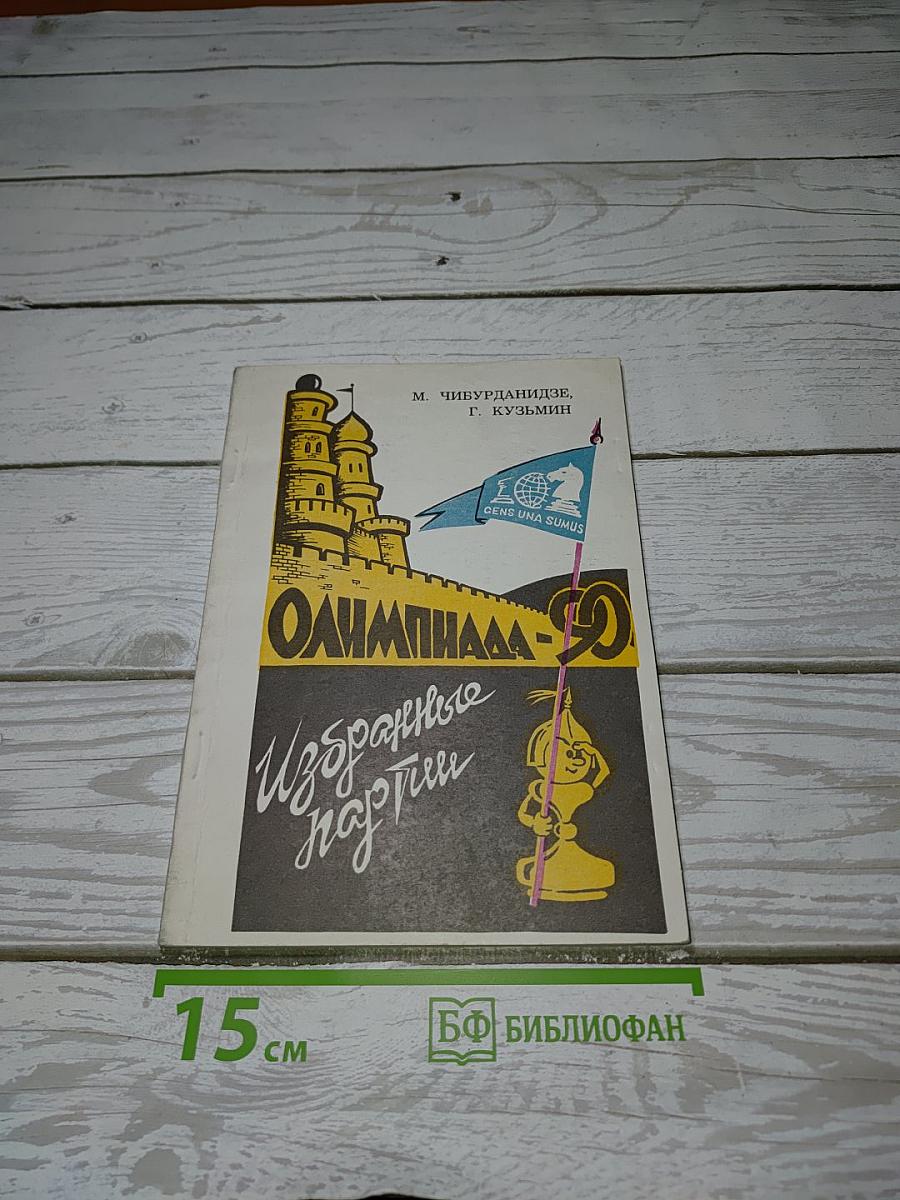 М. ЧИБУРДАНИДЗЕ,
Г. КУЗЬМИН
GENS UNA SUMUS
ОЛИМПИАДА-90
Избранные
партии
15 см
БФ БИБЛИОФАН